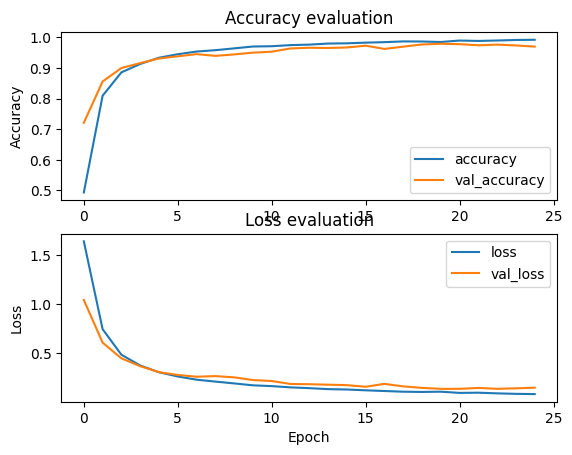 Accuracy evaluation
1.0
0.9
0.8
0.7
0.6
0.5
Accuracy
accuracy
val_accuracy
0 5 10 15 20 25
Loss evaluation
1.5
1.0
0.5
Loss
loss
val_loss
0 5 10 15 20 25
Epoch